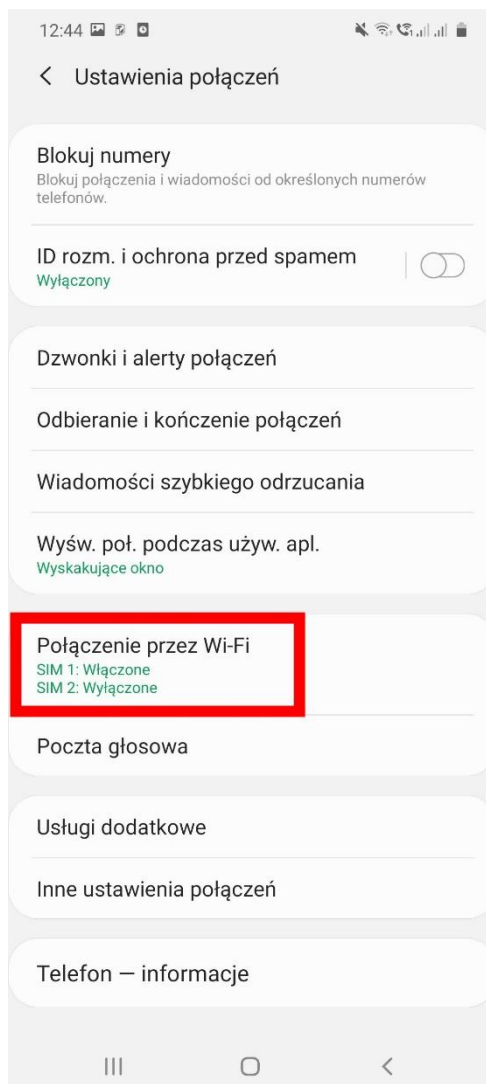 12:44
Ustawienia połączeń
Blokuj numery
Blokuj połączenia i wiadomości od określonych numerów
telefonów.
ID rozm. i ochrona przed spamem
Wyłączony
Dzwonki i alerty połączeń
Odbieranie i kończenie połączeń
Wiadomości szybkiego odrzucania
Wyśw. poł. podczas używ. apl.
Wyskakujące okno
Połączenie przez Wi-Fi
SIM 1: Włączone
SIM 2: Wyłączone
Poczta głosowa
Usługi dodatkowe
Inne ustawienia połączeń
Telefon — informacje